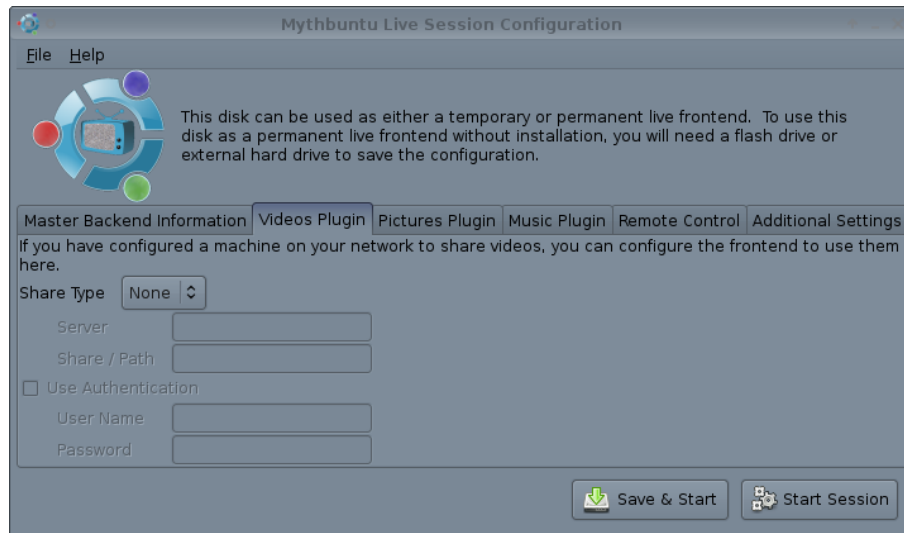 Mythbuntu Live Session Configuration
File Help
This disk can be used as either a temporary or permanent live frontend. To use this
disk as a permanent live frontend without installation, you will need a flash drive or
external hard drive to save the configuration.
Master Backend Information Videos Plugin Pictures Plugin Music Plugin Remote Control Additional Settings
If you have configured a machine on your network to share videos, you can configure the frontend to use them
here.
Share Type None
Server
Share / Path
Use Authentication
User Name
Password
Save & Start Start Session